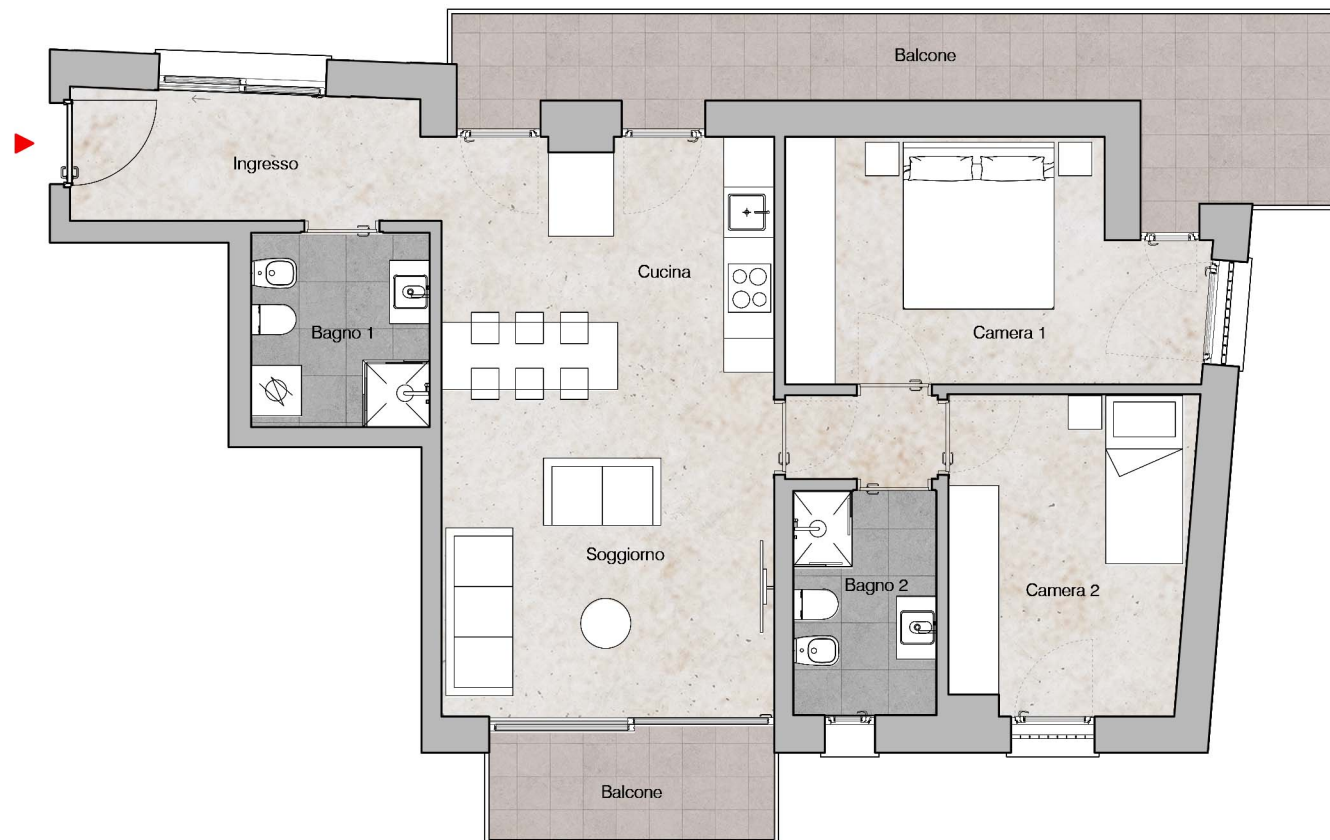 Balcone
Ingresso
Cucina
Bagno 1
Camera 1
Soggiorno
Bagno 2
Camera 2
Balcone